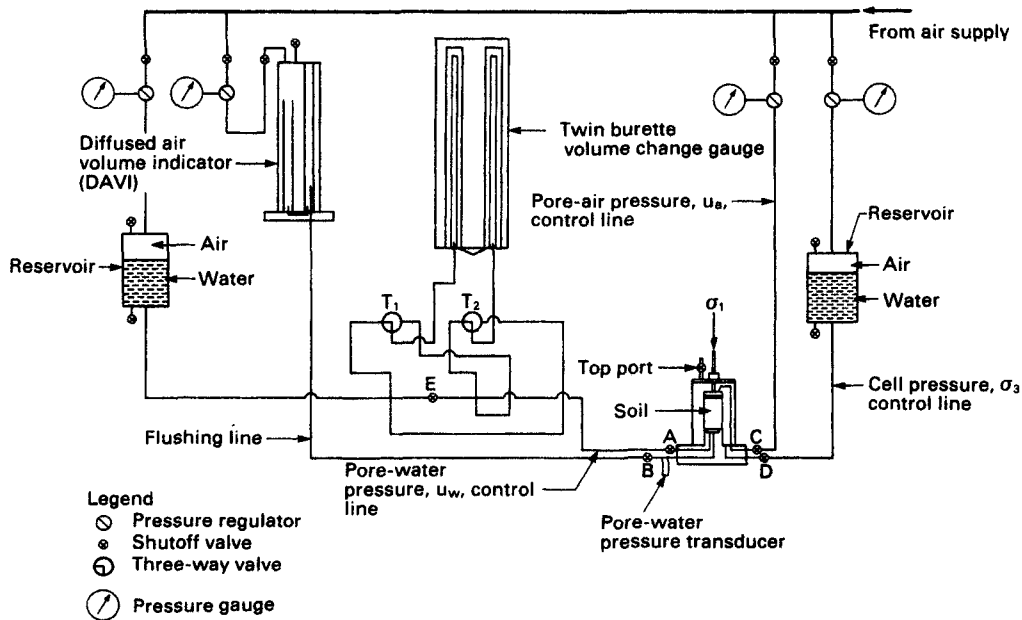 From air supply
Diffused air
volume indicator
(DAVI)
Twin burette
volume change gauge
Pore-air pressure, uₐ,
control line
Reservoir
Air
Water
Reservoir
Air
Water
T₁
T₂
σ₁
Top port
Soil
Cell pressure, σ₃
control line
E
A
B
C
D
Flushing line
Pore-water
pressure, u_w, control
line
Pore-water
pressure transducer
Legend
Pressure regulator
Shutoff valve
Three-way valve
Pressure gauge